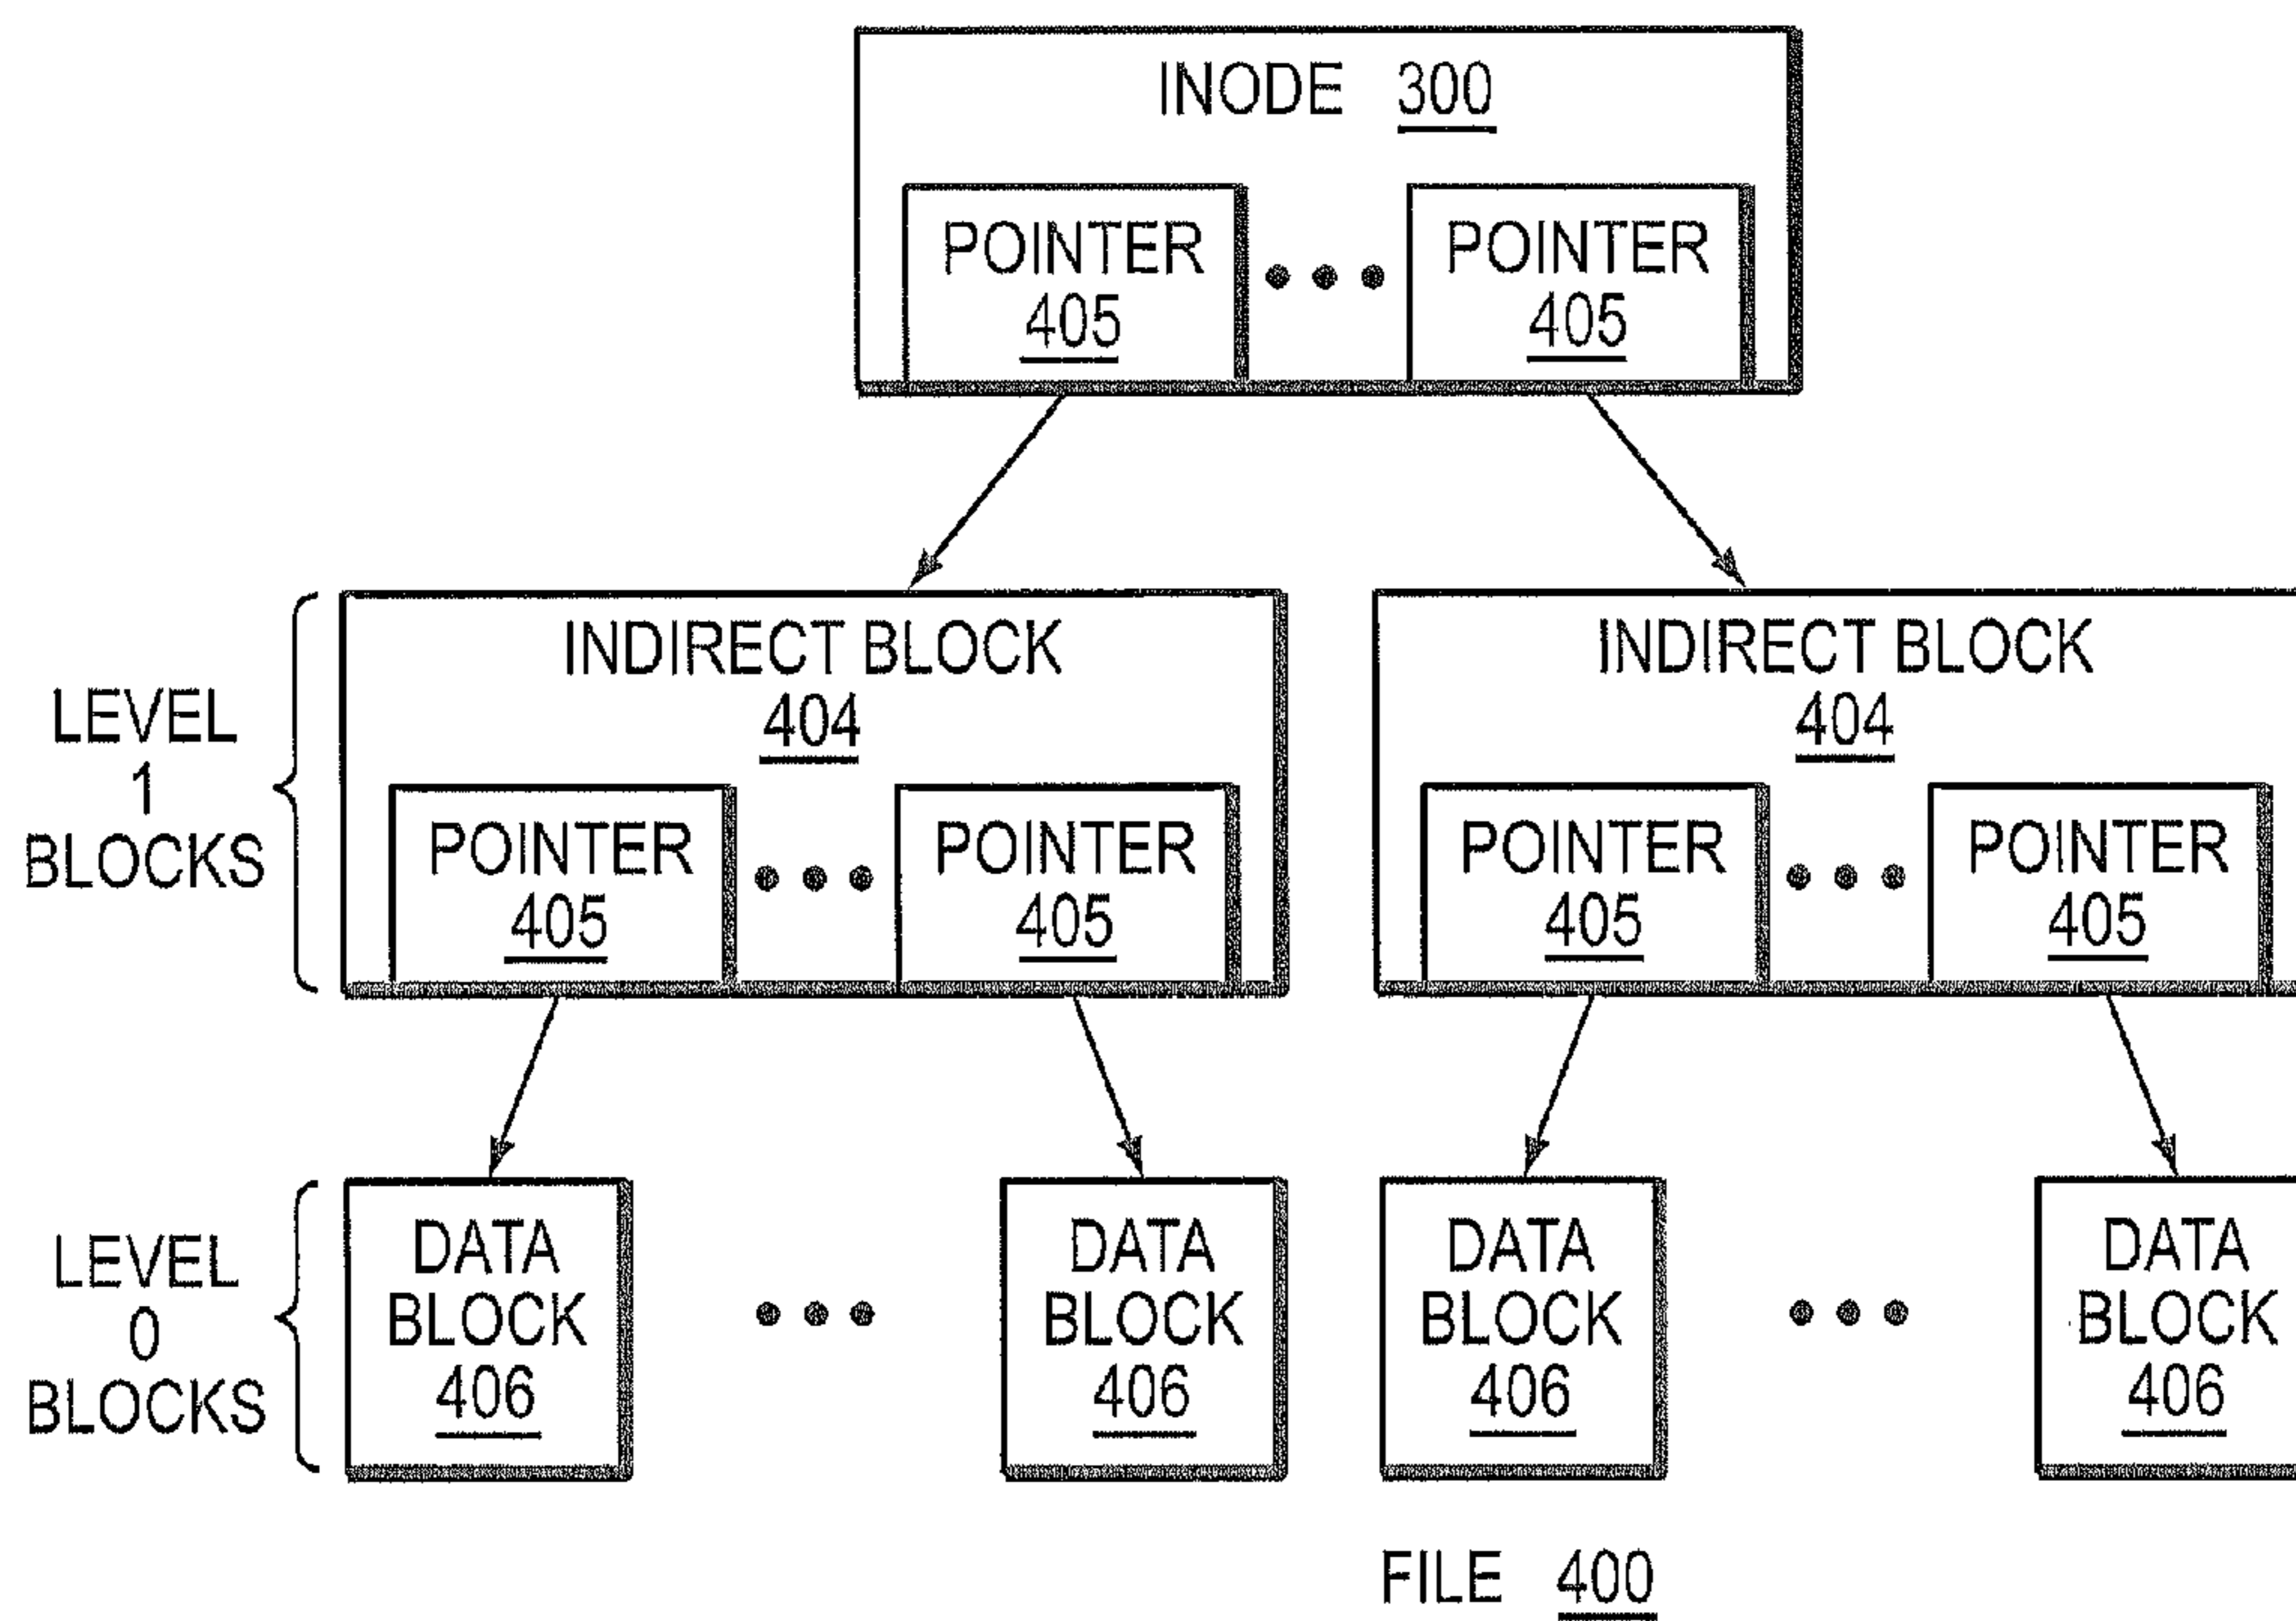 INODE 300
POINTER POINTER
405 405
INDIRECT BLOCK INDIRECT BLOCK
404 404
LEVEL
1
BLOCKS
POINTER POINTER POINTER POINTER
405 405 405 405
LEVEL
0
BLOCKS
DATA DATA DATA DATA
BLOCK BLOCK BLOCK BLOCK
406 406 406 406
FILE 400